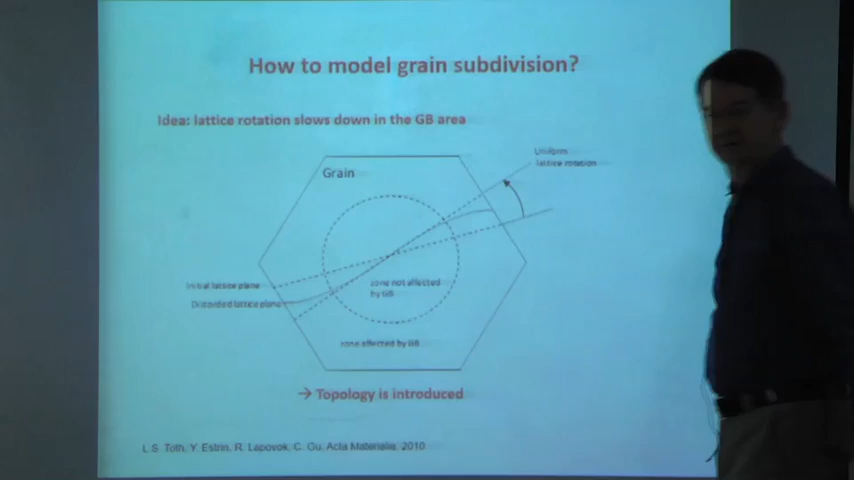 How to model grain subdivision?
Idea: lattice rotation slows down in the GB area
Uniform
lattice rotation
Grain
zone not affected
by GB
Initial lattice plane
Distorded lattice plane
zone affected by GB
→ Topology is introduced
L.S. Toth, Y. Estrin, R. Lapovok, C. Gu, Acta Materialia, 2010